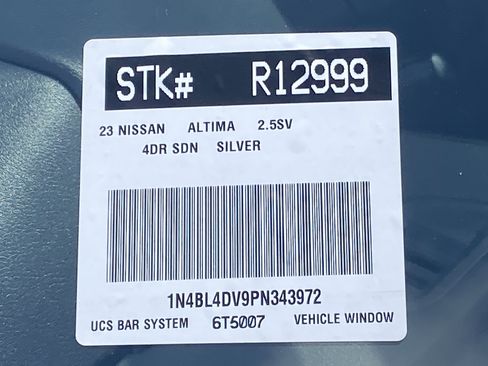 STK# R12999
23 NISSAN ALTIMA 2.5SV
4DR SDN SILVER
1N4BL4DV9PN343972
UCS BAR SYSTEM 6T5007 VEHICLE WINDOW